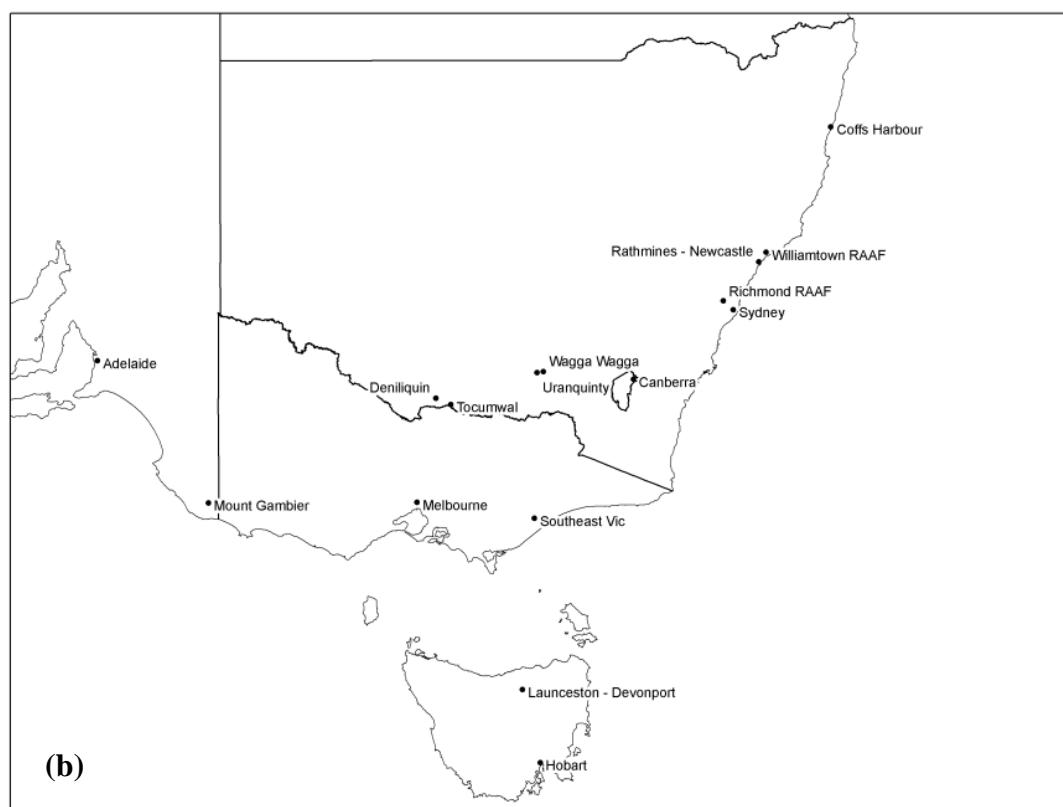 Coffs Harbour
Rathmines - Newcastle
Williamtown RAAF
Richmond RAAF
Sydney
Adelaide
Wagga Wagga
Deniliquin
Uranquinty
Canberra
Tocumwal
Mount Gambier
Melbourne
Southeast Vic
Launceston - Devonport
Hobart
(b)